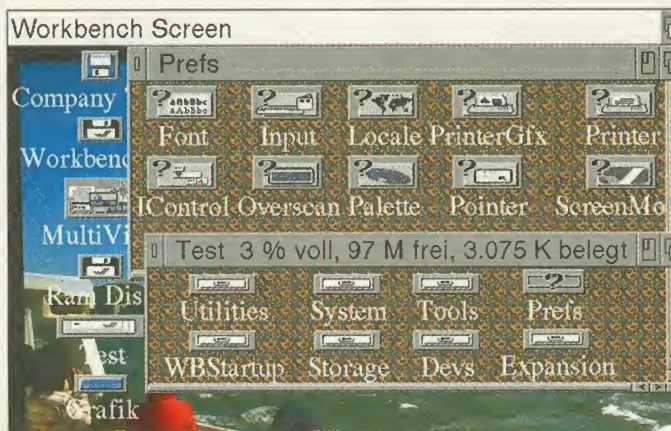 Workbench Screen
Prefs
Company
Font Input Locale PrinterGfx Printer
Workbenc
IControl Overscan Palette Pointer ScreenMo
MultiVi
Test 3 % voll, 97 M frei, 3.075 K belegt
Ram Dis
Utilities System Tools Prefs
Test
WBStartup Storage Devs Expansion
Grafik